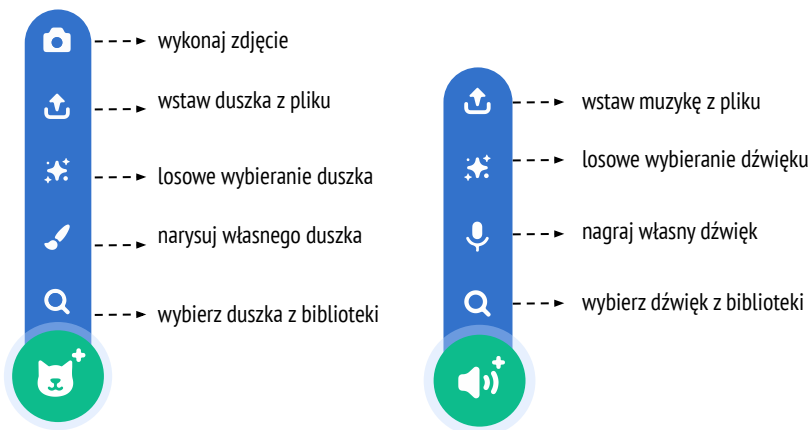 wykonaj zdjęcie
wstaw duszka z pliku
losowe wybieranie duszka
narysuj własnego duszka
wybierz duszka z biblioteki
wstaw muzykę z pliku
losowe wybieranie dźwięku
nagraj własny dźwięk
wybierz dźwięk z biblioteki